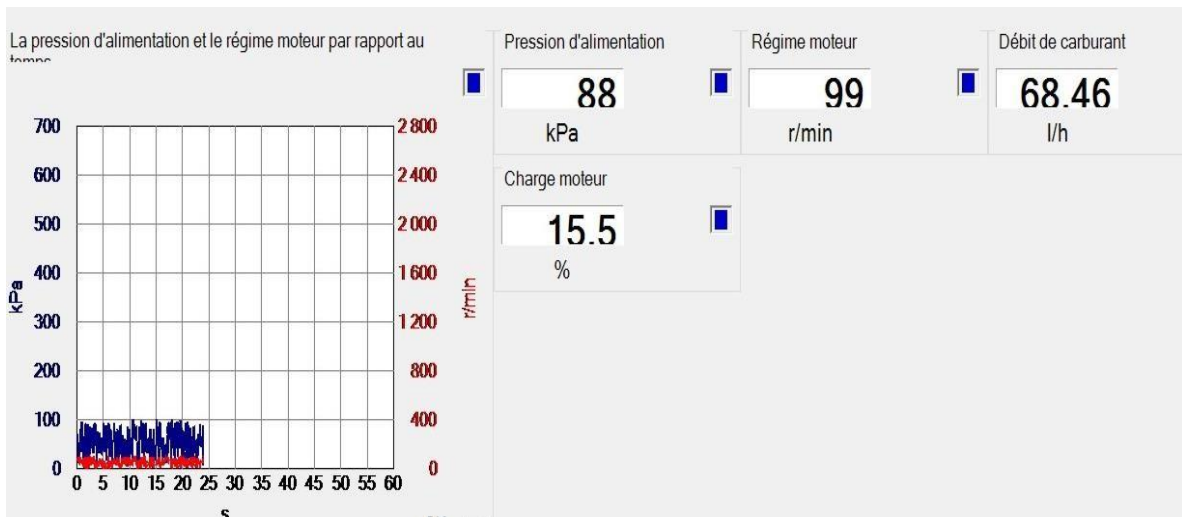 La pression d'alimentation et le régime moteur par rapport au
temps
700
600
500
400
300
200
100
0
kPa
2 800
2 400
2 000
1 600
1 200
800
400
0
r/min
0 5 10 15 20 25 30 35 40 45 50 55 60
s
Pression d'alimentation
88
kPa
Régime moteur
99
r/min
Débit de carburant
68.46
l/h
Charge moteur
15.5
%